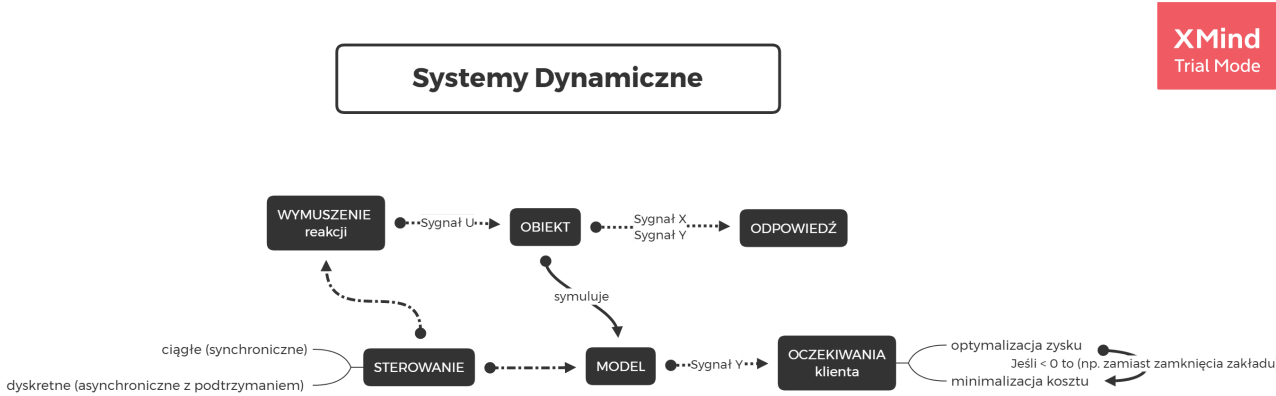 XMind
Trial Mode
Systemy Dynamiczne
WYMUSZENIE
reakcji
Sygnał U
OBIEKT
Sygnał X
Sygnał Y
ODPOWIEDŹ
symuluje
ciągłe (synchroniczne)
dyskretne (asynchroniczne z podtrzymaniem)
STEROWANIE
MODEL
Sygnał Y
OCZEKIWANIA
klienta
optymalizacja zysku
Jeśli < 0 to (np. zamiast zamknięcia zakładu
minimalizacja kosztu